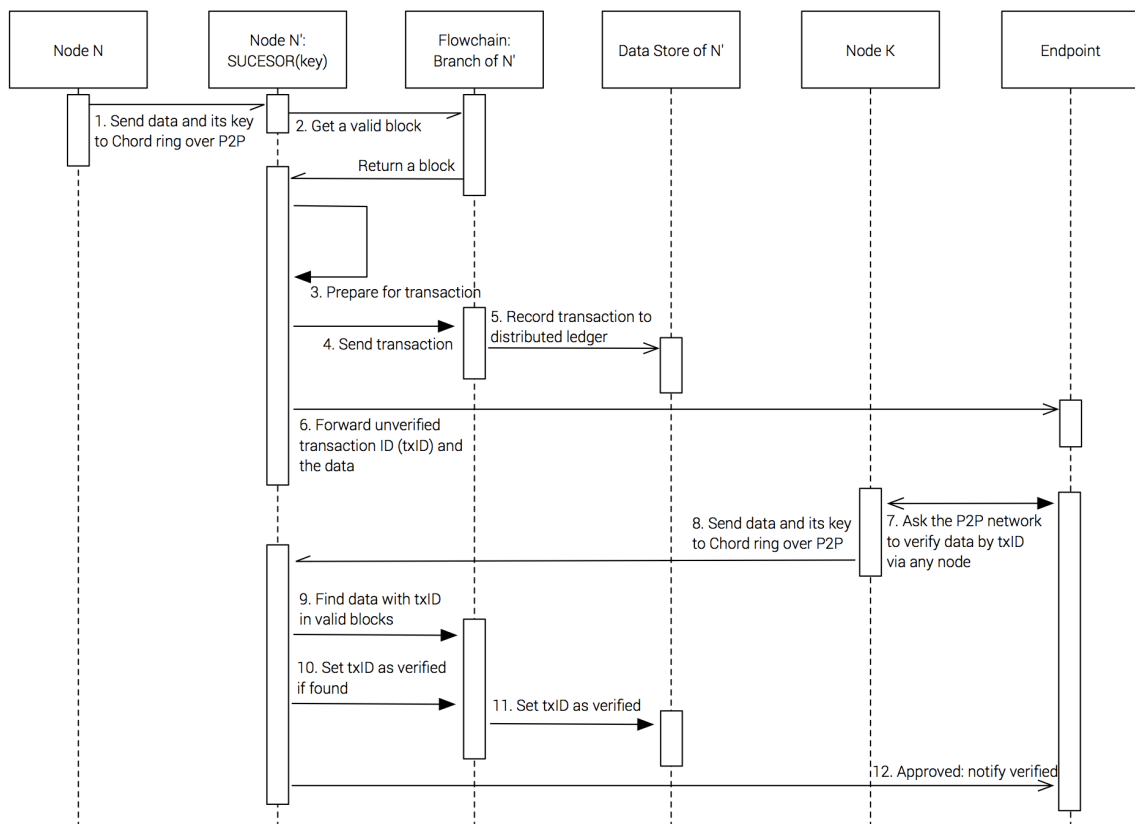 Node N
Node N':
SUCESOR(key)
Flowchain:
Branch of N'
Data Store of N'
Node K
Endpoint
1. Send data and its key
to Chord ring over P2P
2. Get a valid block
Return a block
3. Prepare for transaction
4. Send transaction
5. Record transaction to
distributed ledger
6. Forward unverified
transaction ID (txID) and
the data
7. Ask the P2P network
to verify data by txID
via any node
8. Send data and its key
to Chord ring over P2P
9. Find data with txID
in valid blocks
10. Set txID as verified
if found
11. Set txID as verified
12. Approved: notify verified